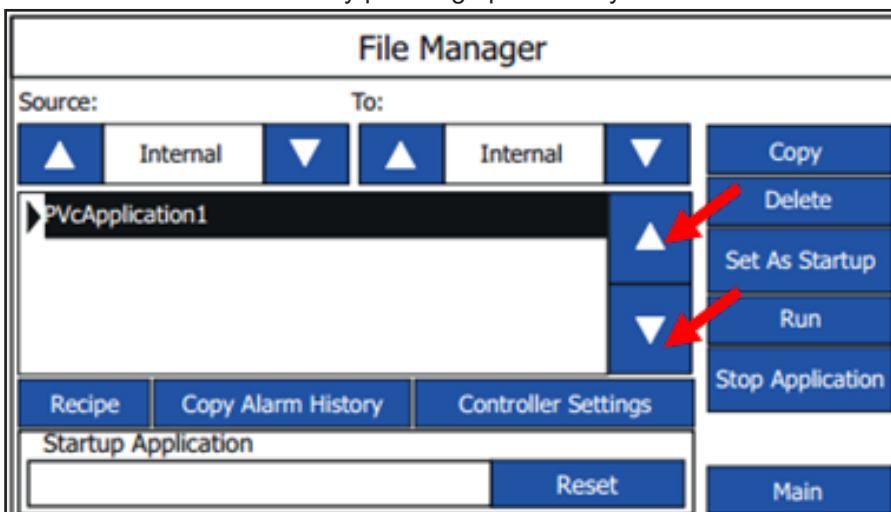 File Manager
Source:
To:
Internal
Internal
Copy
PVcApplication1
Delete
Set As Startup
Run
Stop Application
Recipe
Copy Alarm History
Controller Settings
Startup Application
Reset
Main